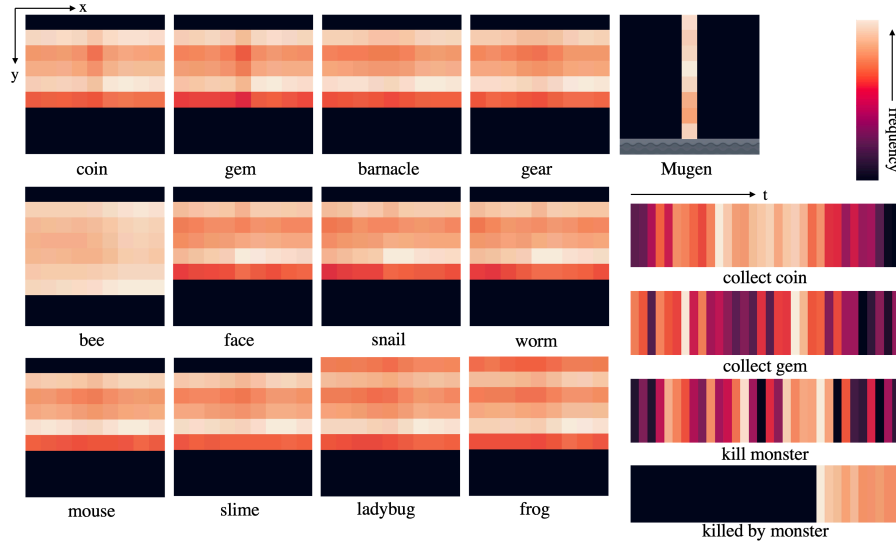 x
y
coin
gem
barnacle
gear
Mugen
frequency
t
collect coin
bee
face
snail
worm
collect gem
kill monster
mouse
slime
ladybug
frog
killed by monster